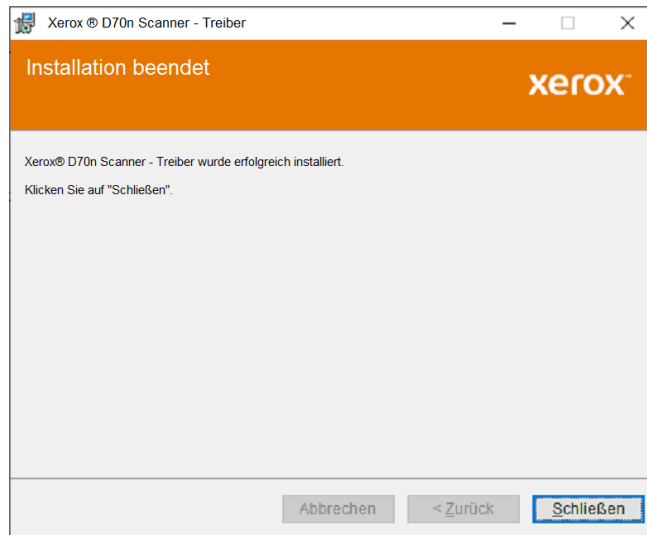 Xerox ® D70n Scanner - Treiber
Installation beendet
xerox™
Xerox® D70n Scanner - Treiber wurde erfolgreich installiert.
Klicken Sie auf "Schließen".
Abbrechen
< Zurück
Schließen